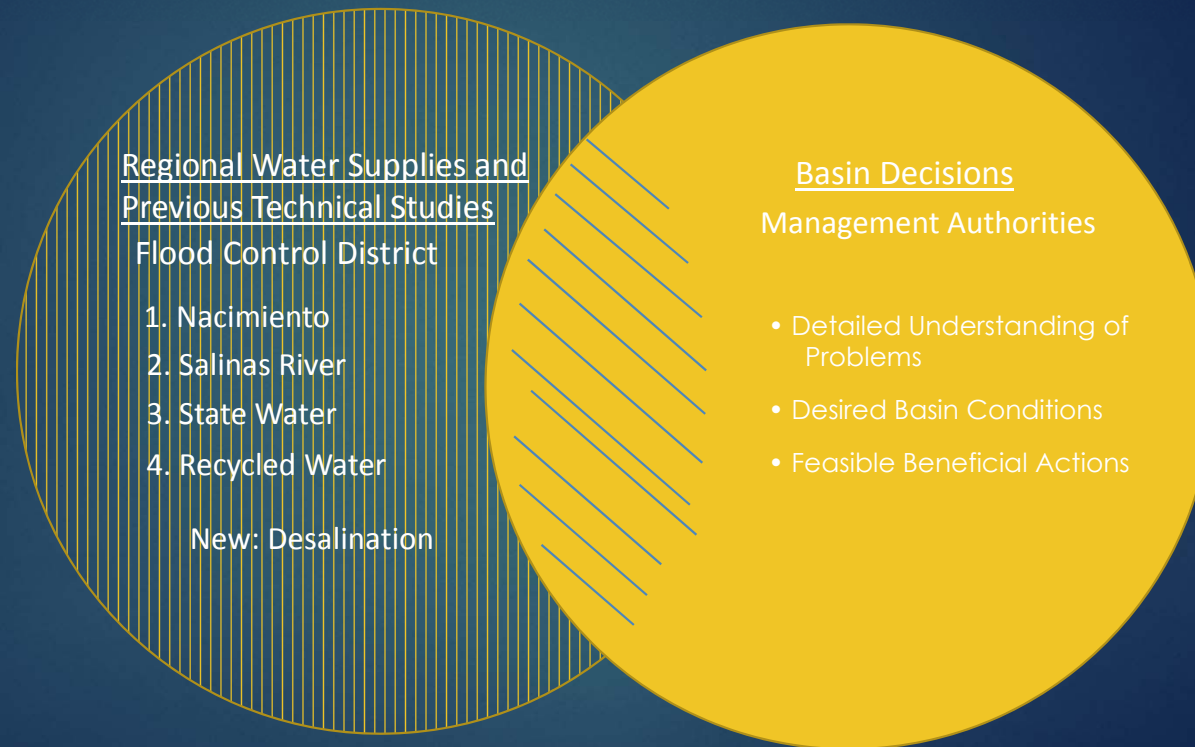 Regional Water Supplies and
Previous Technical Studies
Flood Control District
1. Nacimiento
2. Salinas River
3. State Water
4. Recycled Water
New: Desalination
Basin Decisions
Management Authorities
• Detailed Understanding of
Problems
• Desired Basin Conditions
• Feasible Beneficial Actions